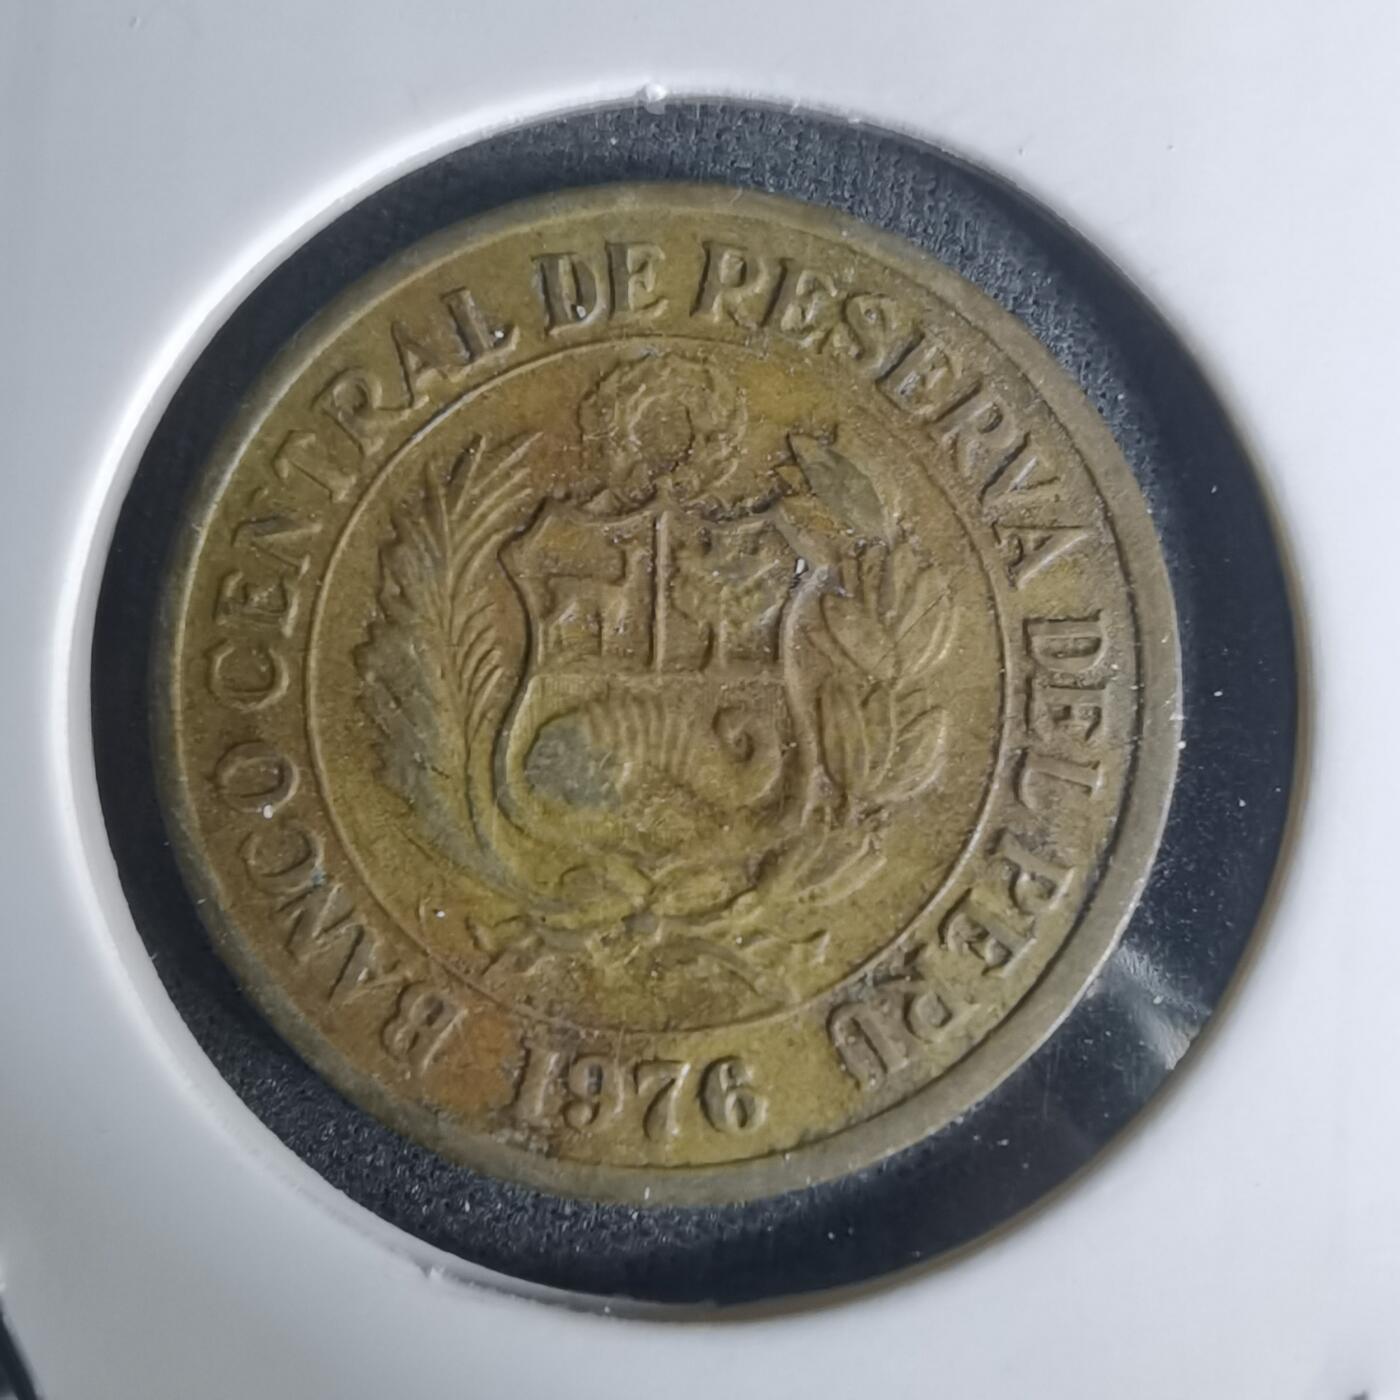 BANCO CENTRAL DE RESERVA DEL PERU
1976